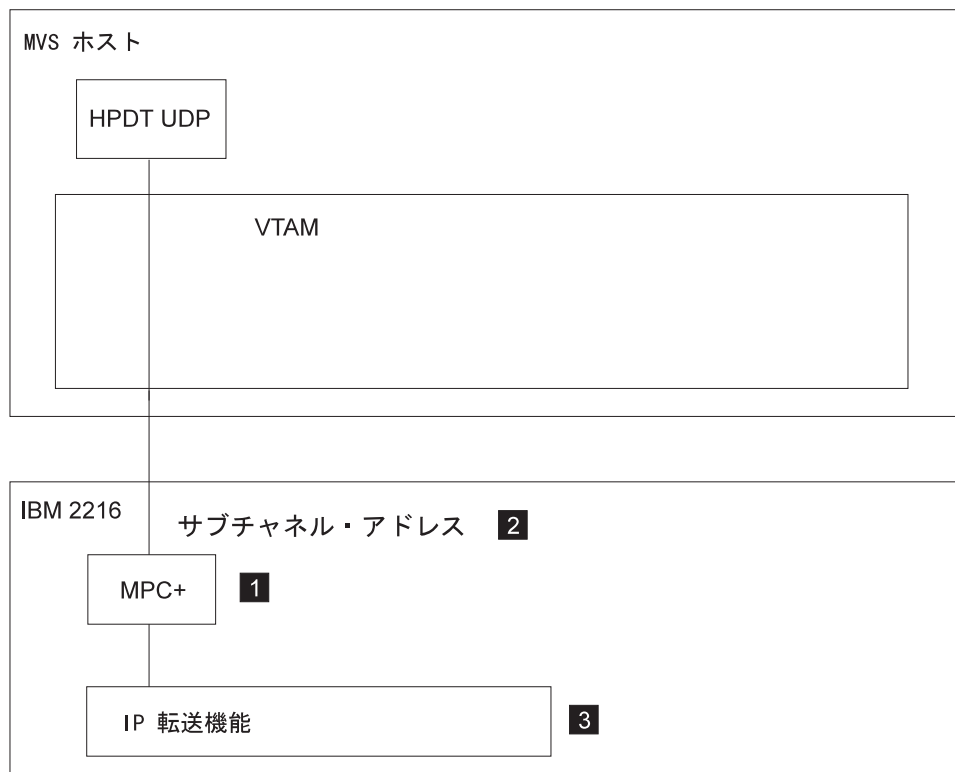 MVS ホスト
HPDT UDP
VTAM
IBM 2216
サブチャネル・アドレス 2
MPC+ 1
IP 転送機能 3